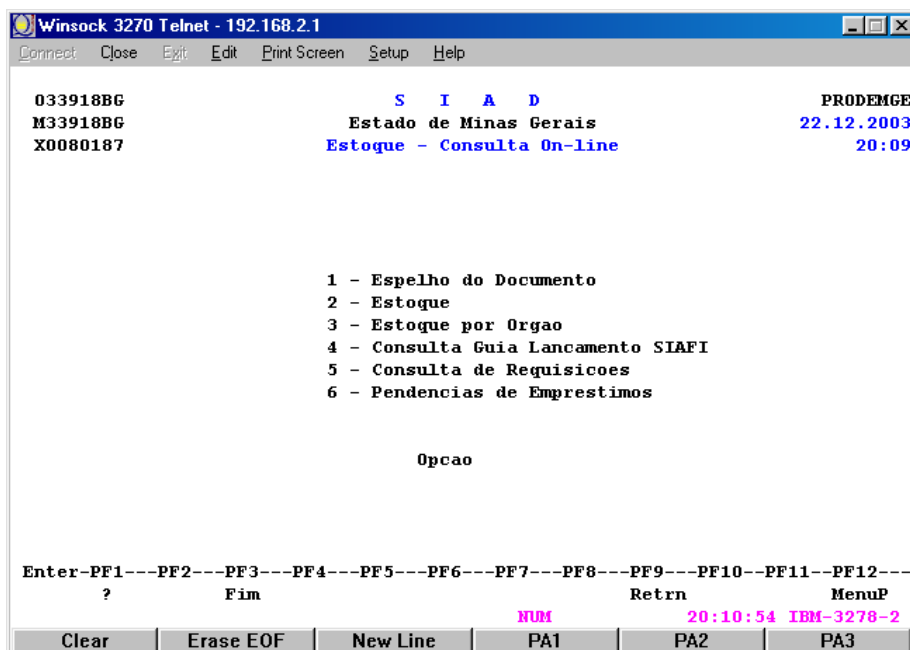 Winsock 3270 Telnet - 192.168.2.1
Connect Close Exit Edit Print Screen Setup Help
033918BG S I A D PRODEMGE
M33918BG Estado de Minas Gerais 22.12.2003
X0080187 Estoque - Consulta On-line 20:09
1 - Espelho do Documento
2 - Estoque
3 - Estoque por Orgao
4 - Consulta Guia Lancamento SIAFI
5 - Consulta de Requisicoes
6 - Pendencias de Emprestimos
Opcao
Enter-PF1---PF2---PF3---PF4---PF5---PF6---PF7---PF8---PF9---PF10--PF11--PF12---
? Fim Retrn MenuP
NUM 20:10:54 IBM-3278-2
Clear Erase EOF New Line PA1 PA2 PA3